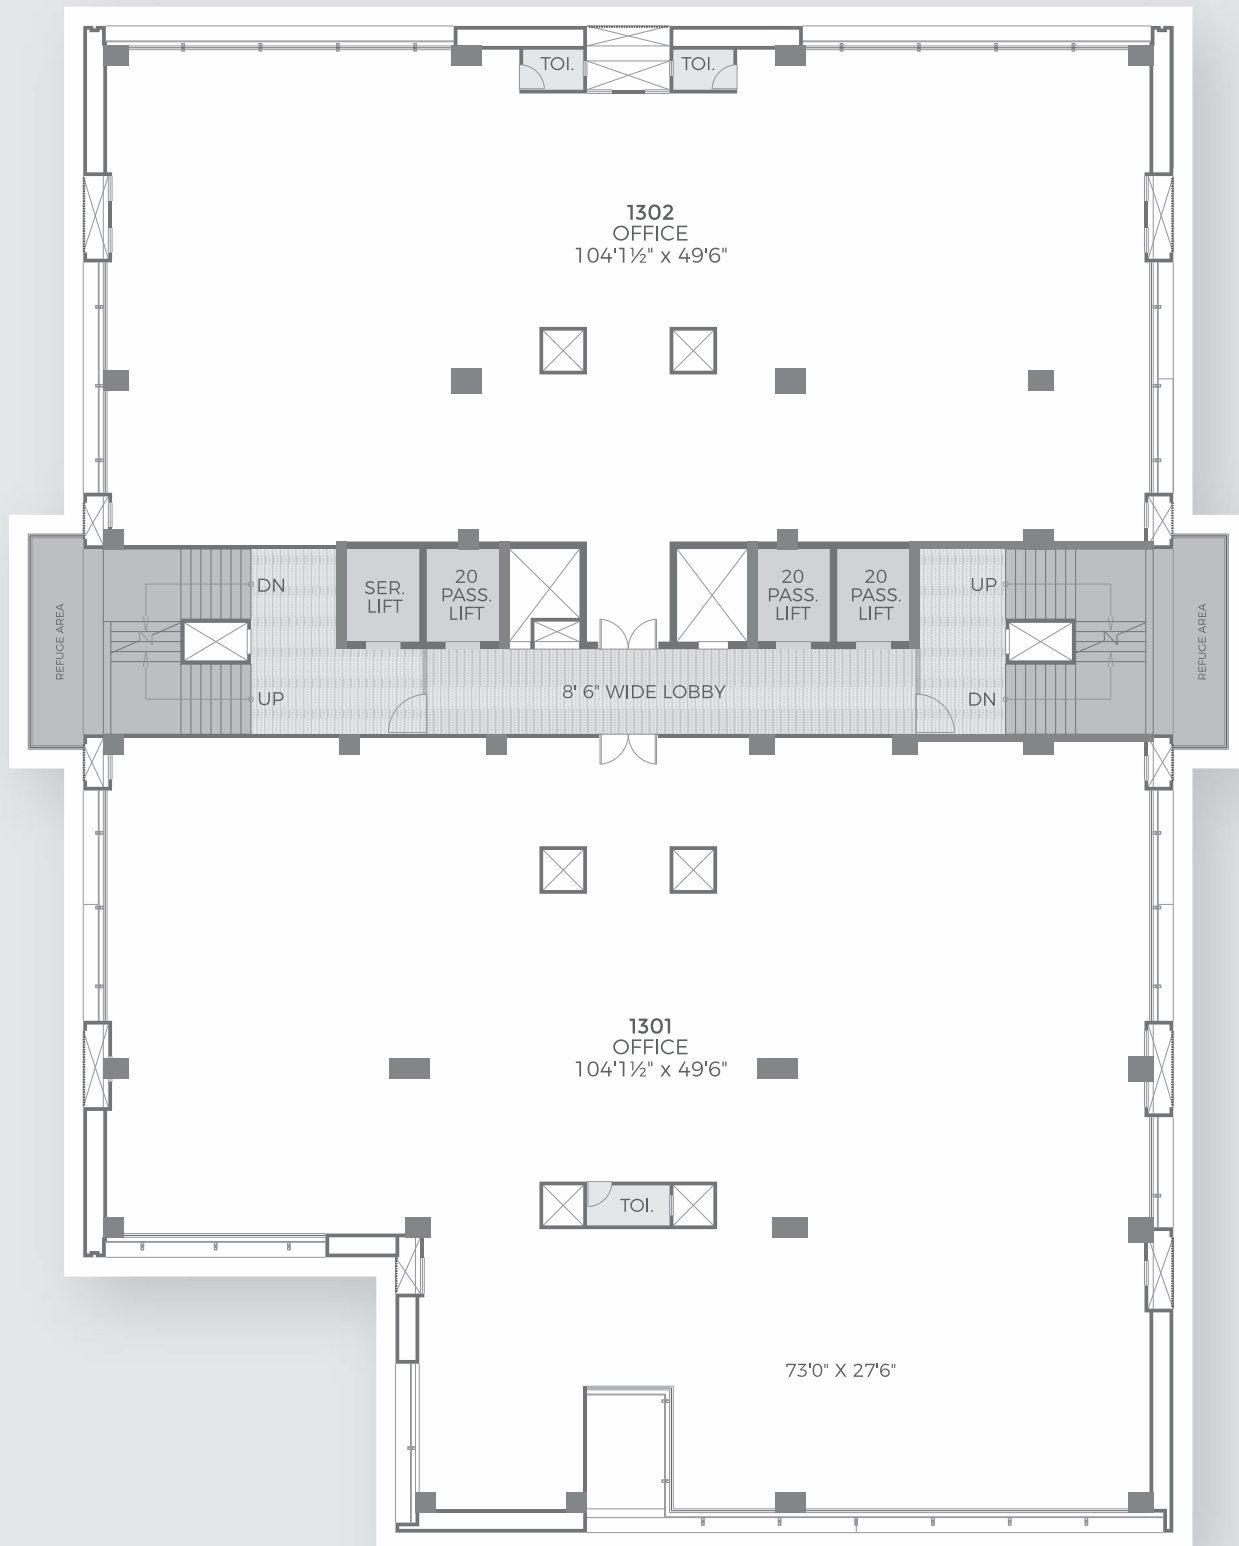 TOI.
TOI.
1302
OFFICE
104'1½" x 49'6"
DN
SER.
LIFT
20
PASS.
LIFT
20
PASS.
LIFT
20
PASS.
LIFT
UP
REFUGE AREA
REFUGE AREA
UP
8' 6" WIDE LOBBY
DN
1301
OFFICE
104'1½" x 49'6"
TOI.
73'0" X 27'6"